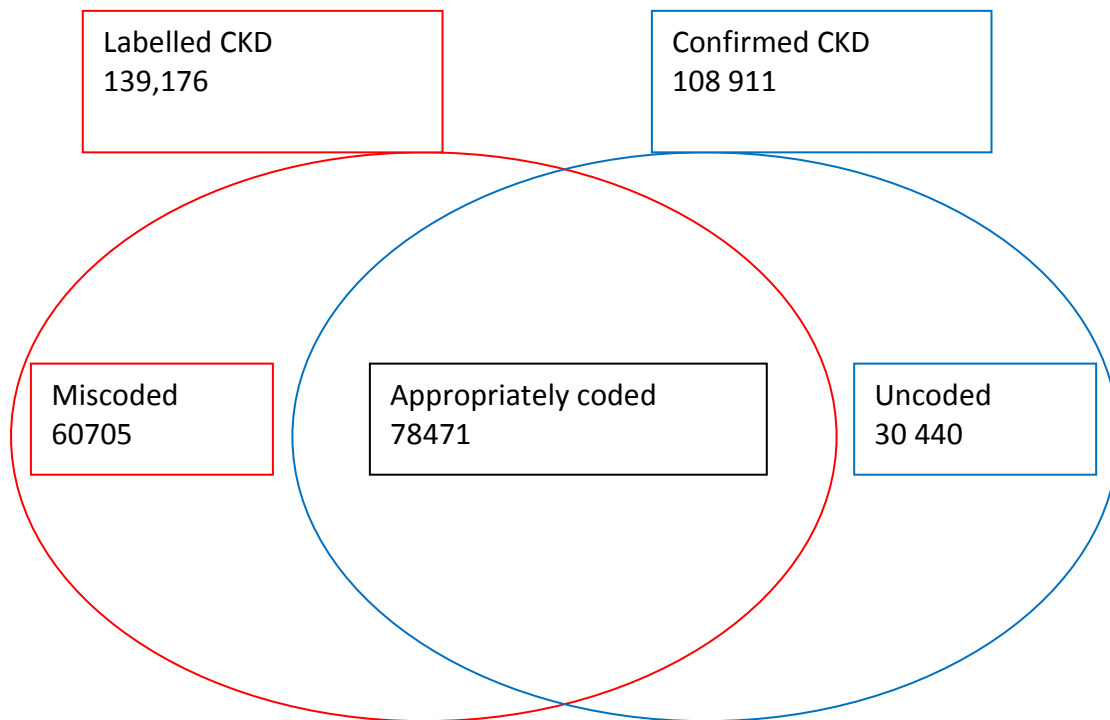 Labelled CKD
139,176
Confirmed CKD
108 911
Miscoded
60705
Appropriately coded
78471
Uncoded
30 440